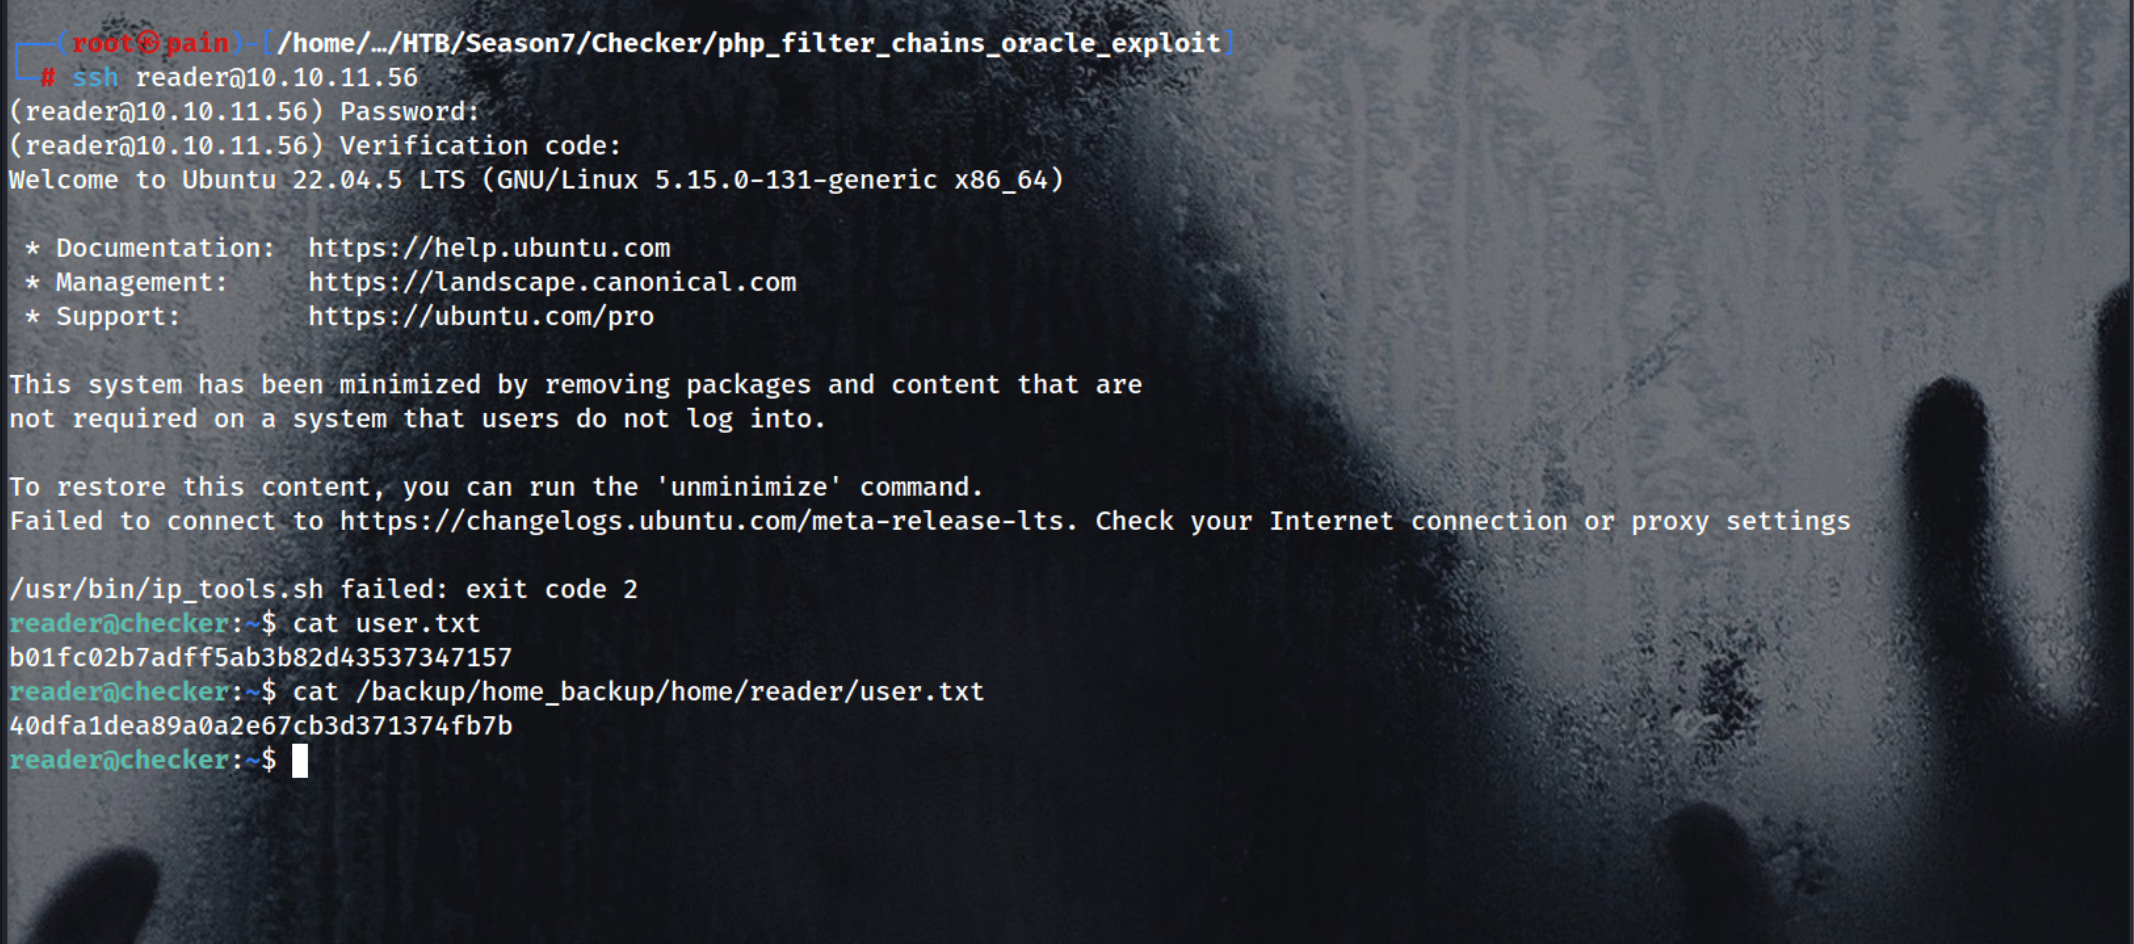 ┌──(root㉿pain)-[/home/…/HTB/Season7/Checker/php_filter_chains_oracle_exploit]
└─# ssh reader@10.10.11.56
(reader@10.10.11.56) Password:
(reader@10.10.11.56) Verification code:
Welcome to Ubuntu 22.04.5 LTS (GNU/Linux 5.15.0-131-generic x86_64)

 * Documentation:  https://help.ubuntu.com
 * Management:     https://landscape.canonical.com
 * Support:        https://ubuntu.com/pro

This system has been minimized by removing packages and content that are
not required on a system that users do not log into.

To restore this content, you can run the 'unminimize' command.
Failed to connect to https://changelogs.ubuntu.com/meta-release-lts. Check your Internet connection or proxy settings

/usr/bin/ip_tools.sh failed: exit code 2
reader@checker:~$ cat user.txt
b01fc02b7adff5ab3b82d43537347157
reader@checker:~$ cat /backup/home_backup/home/reader/user.txt
40dfa1dea89a0a2e67cb3d371374fb7b
reader@checker:~$